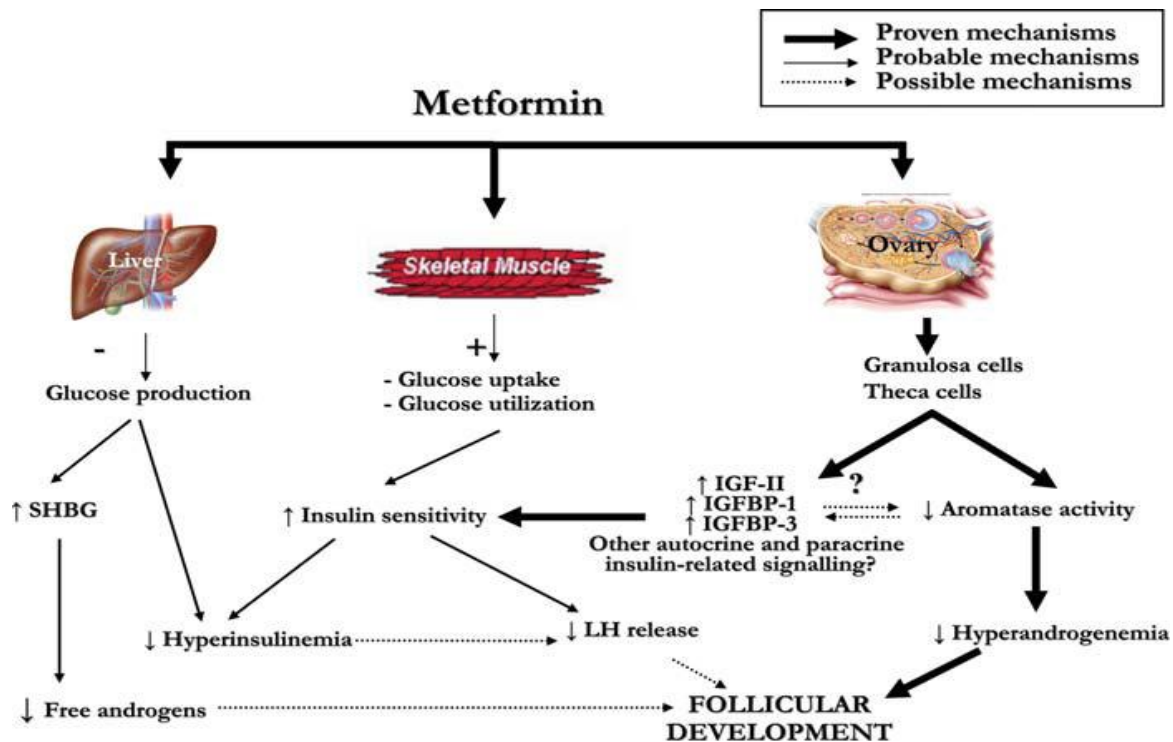 Proven mechanisms
Probable mechanisms
Possible mechanisms
Metformin
Liver
Skeletal Muscle
Ovary
-
Glucose production
+
- Glucose uptake
- Glucose utilization
Granulosa cells
Theca cells
↑ SHBG
↑ Insulin sensitivity
↑ IGF-II
↑ IGFBP-1
↑ IGFBP-3
Other autocrine and paracrine
insulin-related signalling?
?
↓ Aromatase activity
↓ Hyperinsulinemia
↓ LH release
↓ Hyperandrogenemia
↓ Free androgens
FOLLICULAR
DEVELOPMENT